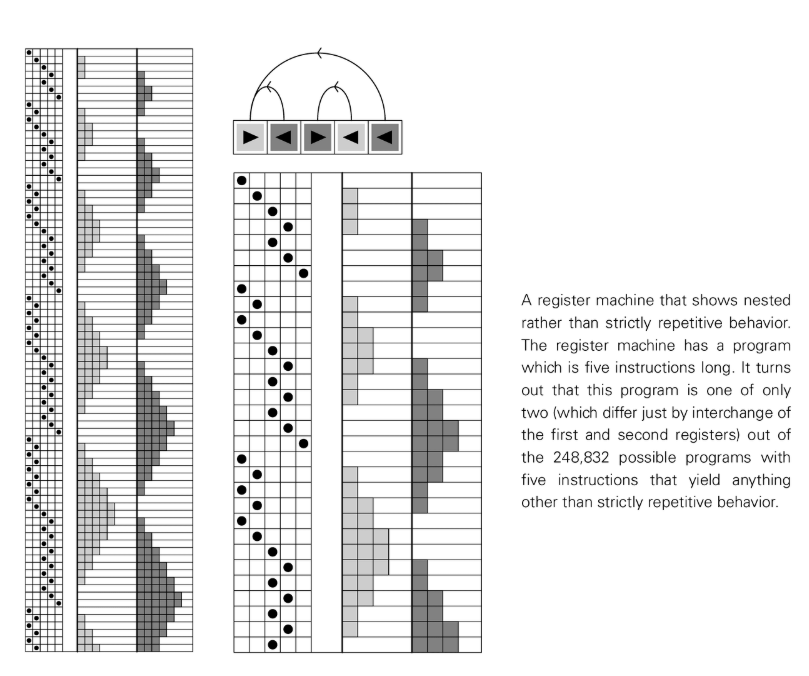 A register machine that shows nested
rather than strictly repetitive behavior.
The register machine has a program
which is five instructions long. It turns
out that this program is one of only
two (which differ just by interchange of
the first and second registers) out of
the 248,832 possible programs with
five instructions that yield anything
other than strictly repetitive behavior.